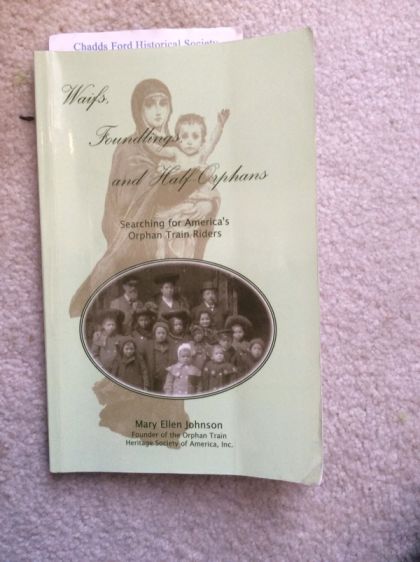 Chadds Ford Historical Society
Waifs,
Foundlings,
and Half-Orphans
Searching for America's
Orphan Train Riders
Mary Ellen Johnson
Founder of the Orphan Train
Heritage Society of America, Inc.